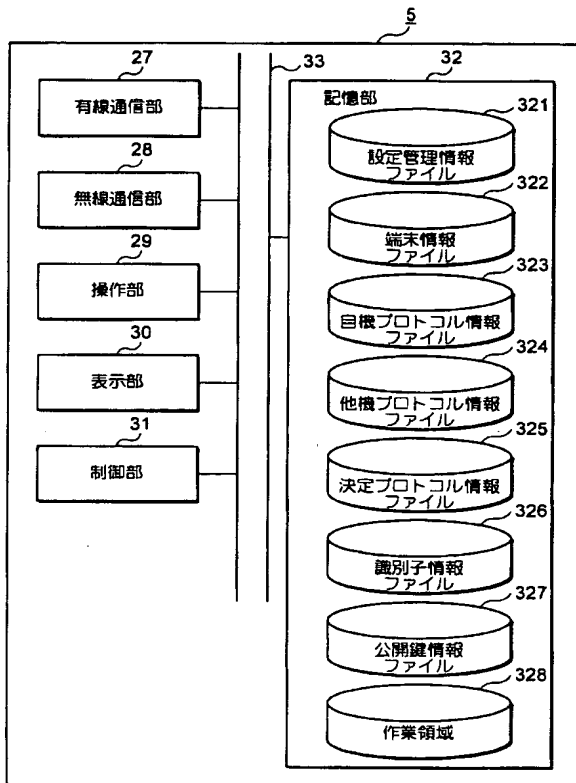 5
27
有線通信部
28
無線通信部
29
操作部
30
表示部
31
制御部
33
32
記憶部
321
設定管理情報
ファイル
322
端末情報
ファイル
323
自機プロトコル情報
ファイル
324
他機プロトコル情報
ファイル
325
決定プロトコル情報
ファイル
326
識別子情報
ファイル
327
公開鍵情報
ファイル
328
作業領域